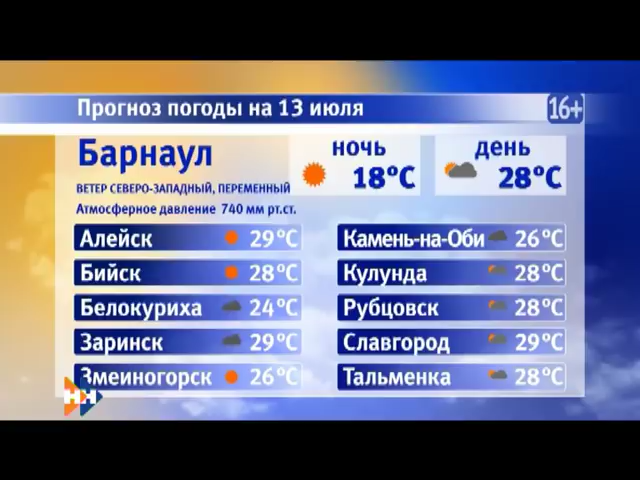 Прогноз погоды на 13 июля
16+
Барнаул
ночь
18°C
день
28°C
ВЕТЕР СЕВЕРО-ЗАПАДНЫЙ, ПЕРЕМЕННЫЙ
Атмосферное давление 740 мм рт.ст.
Алейск 29°C
Бийск 28°C
Белокуриха 24°C
Заринск 29°C
Змеиногорск 26°C
Камень-на-Оби 26°C
Кулунда 28°C
Рубцовск 28°C
Славгород 29°C
Тальменка 28°C
НН